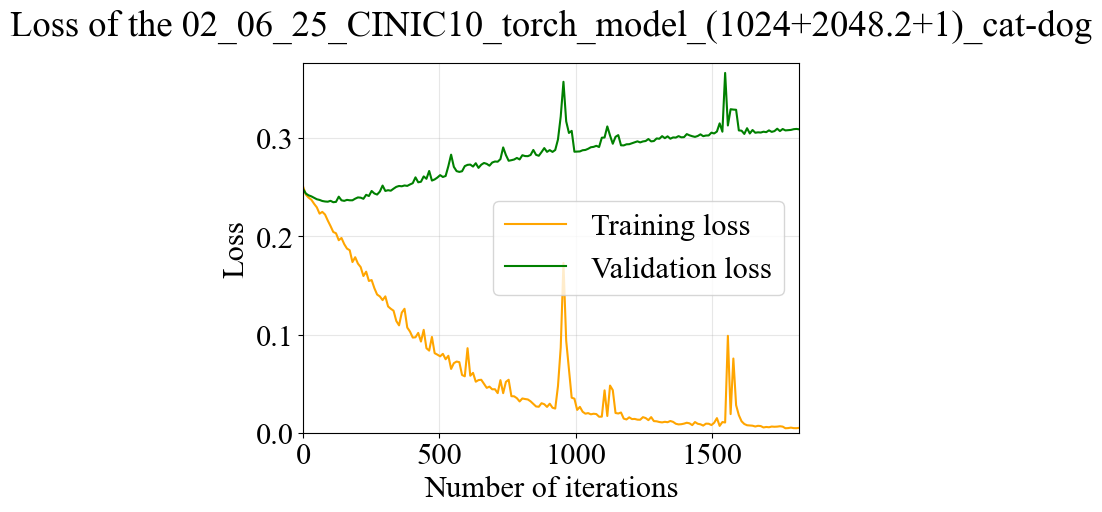 Loss of the 02_06_25_CINIC10_torch_model_(1024+2048.2+1)_cat-dog
Loss
0.3
0.2
0.1
0.0
Training loss
Validation loss
0 500 1000 1500
Number of iterations